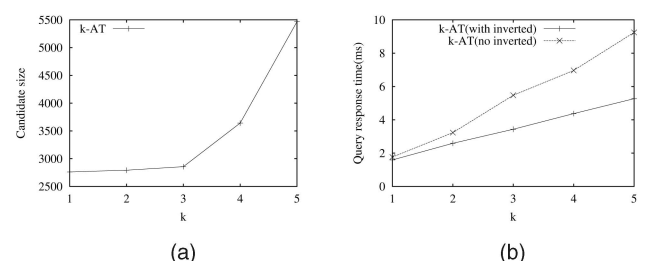 Candidate size
5500
5000
4500
4000
3500
3000
2500
k-AT
1 2 3 4 5
k
(a)
Query response time(ms)
10
8
6
4
2
0
k-AT(with inverted)
k-AT(no inverted)
1 2 3 4 5
k
(b)